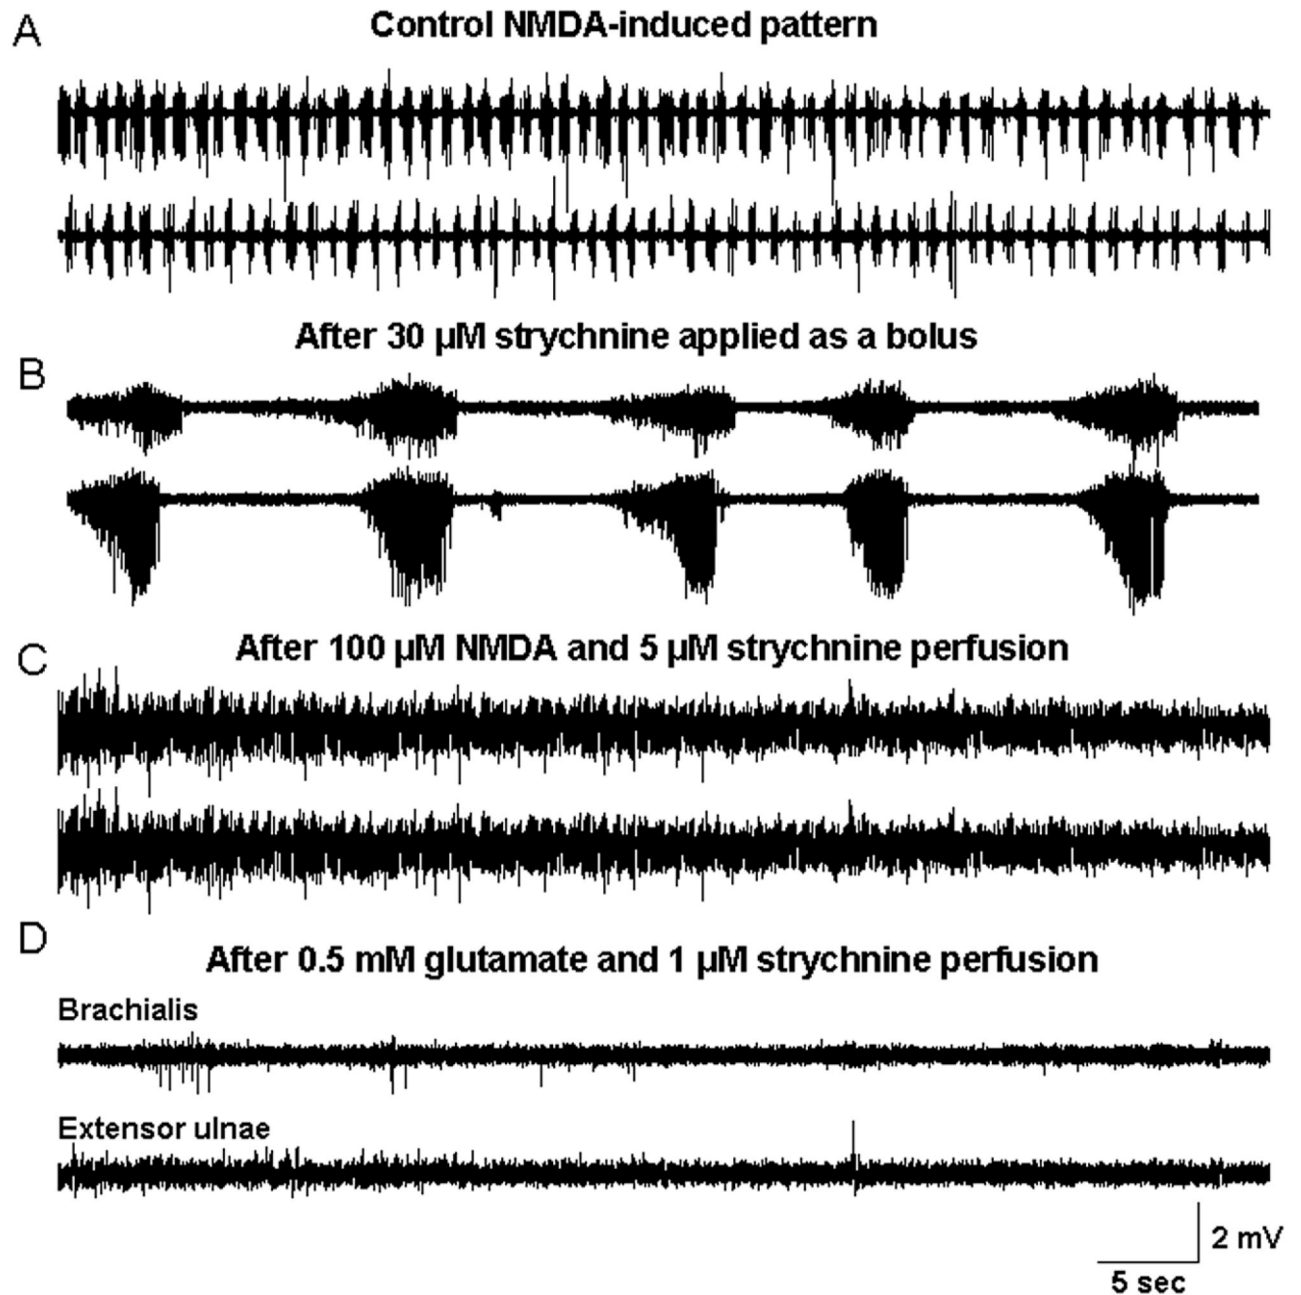 A
Control NMDA-induced pattern
After 30 µM strychnine applied as a bolus
B
After 100 µM NMDA and 5 µM strychnine perfusion
C
D
After 0.5 mM glutamate and 1 µM strychnine perfusion
Brachialis
Extensor ulnae
2 mV
5 sec